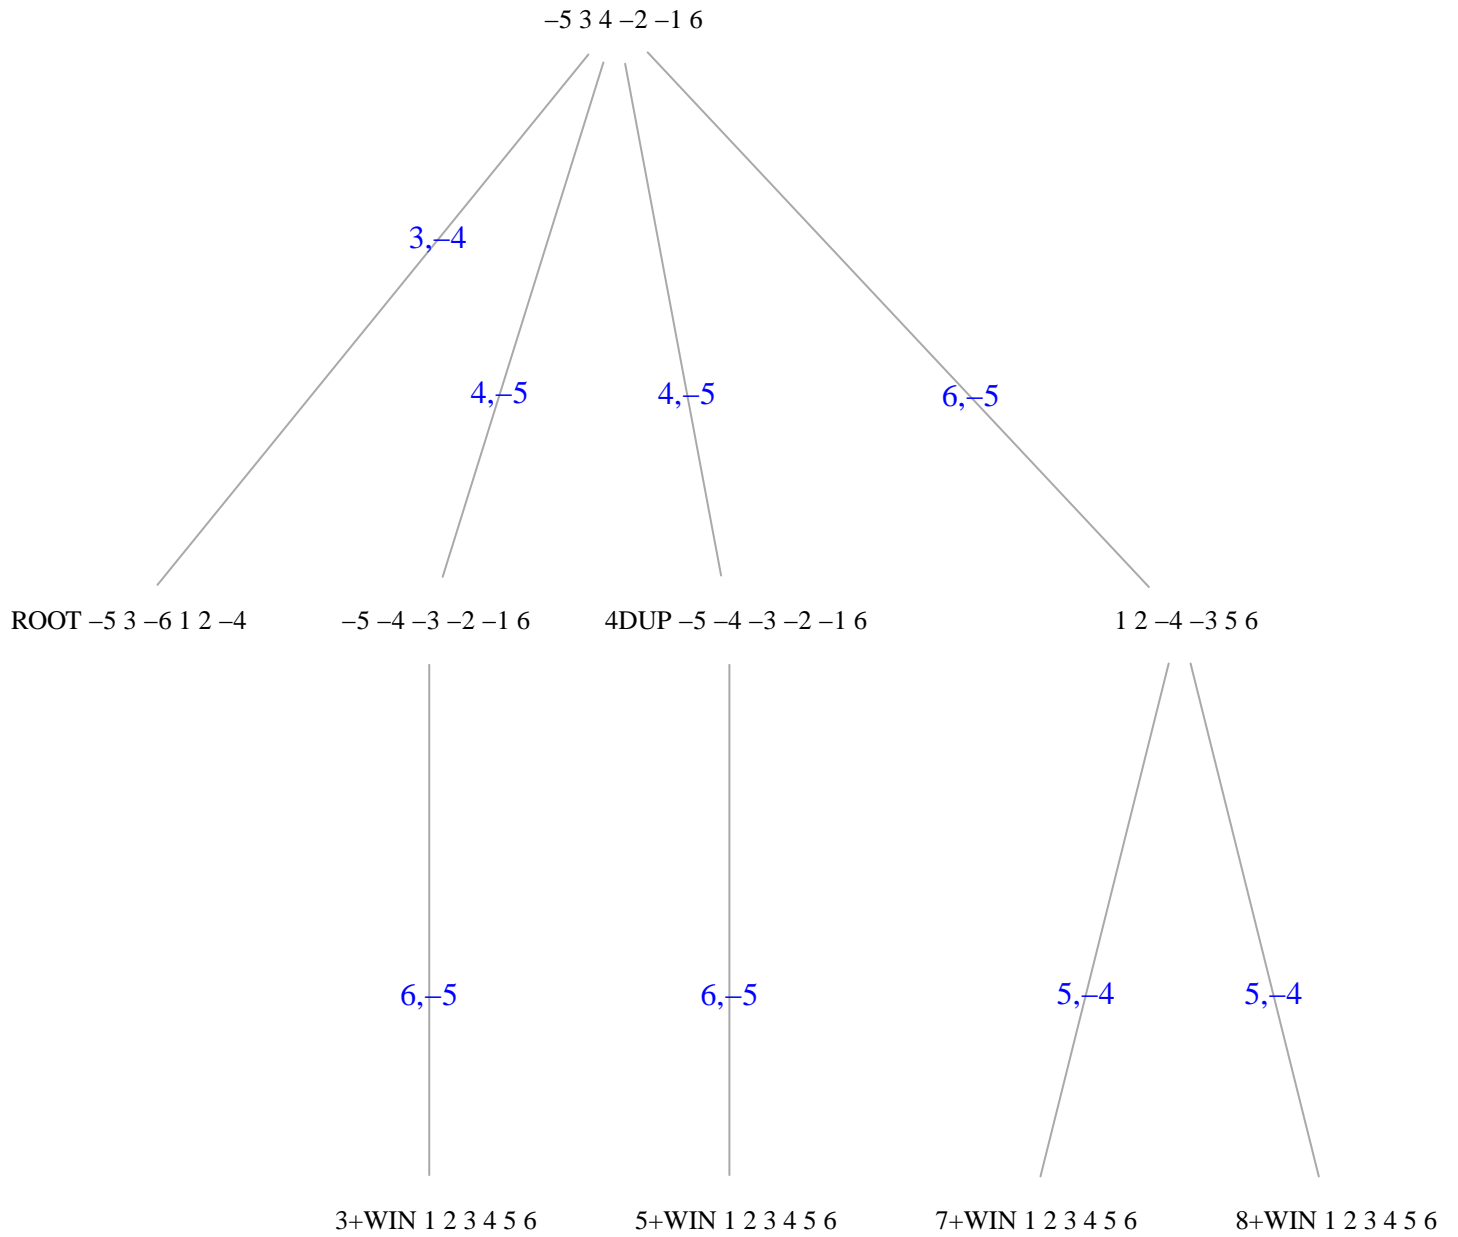 –5 3 4 –2 –1 6
3,–4
4,–5
4,–5
6,–5
ROOT –5 3 –6 1 2 –4
–5 –4 –3 –2 –1 6
4DUP –5 –4 –3 –2 –1 6
1 2 –4 –3 5 6
6,–5
6,–5
5,–4
5,–4
3+WIN 1 2 3 4 5 6
5+WIN 1 2 3 4 5 6
7+WIN 1 2 3 4 5 6
8+WIN 1 2 3 4 5 6